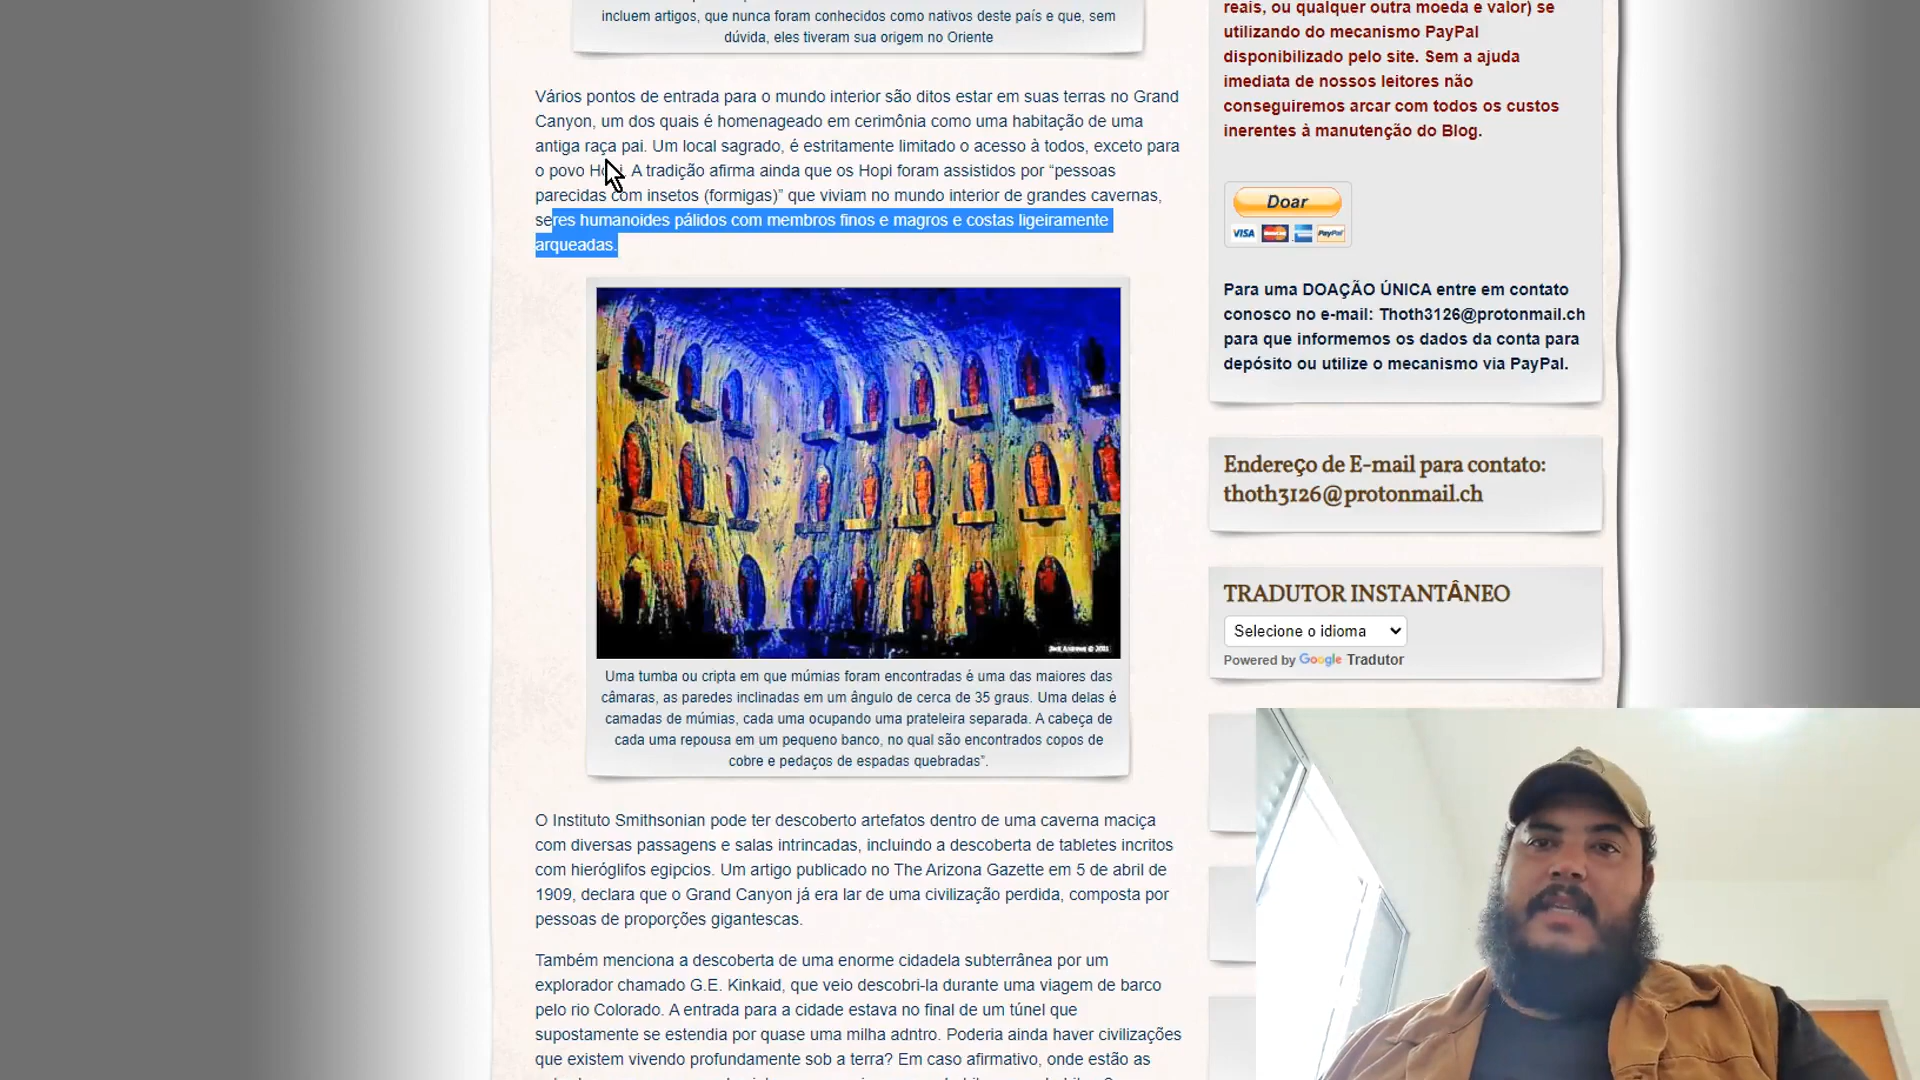 incluem artigos, que nunca foram conhecidos como nativos deste país e que, sem
dúvida, eles tiveram sua origem no Oriente
Vários pontos de entrada para o mundo interior são ditos estar em suas terras no Grand
Canyon, um dos quais é homenageado em cerimônia como uma habitação de uma
antiga raça pai. Um local sagrado, é estritamente limitado o acesso à todos, exceto para
o povo Hopi. A tradição afirma ainda que os Hopi foram assistidos por “pessoas
parecidas com insetos (formigas)” que viviam no mundo interior de grandes cavernas,
seres humanoides pálidos com membros finos e magros e costas ligeiramente
arqueadas.
Jack Andrews © 2001
Uma tumba ou cripta em que múmias foram encontradas é uma das maiores das
câmaras, as paredes inclinadas em um ângulo de cerca de 35 graus. Uma delas é
camadas de múmias, cada uma ocupando uma prateleira separada. A cabeça de
cada uma repousa em um pequeno banco, no qual são encontrados copos de
cobre e pedaços de espadas quebradas”.
O Instituto Smithsonian pode ter descoberto artefatos dentro de uma caverna maciça
com diversas passagens e salas intrincadas, incluindo a descoberta de tabletes incritos
com hieróglifos egipcios. Um artigo publicado no The Arizona Gazette em 5 de abril de
1909, declara que o Grand Canyon já era lar de uma civilização perdida, composta por
pessoas de proporções gigantescas.
Também menciona a descoberta de uma enorme cidadela subterrânea por um
explorador chamado G.E. Kinkaid, que veio descobri-la durante uma viagem de barco
pelo rio Colorado. A entrada para a cidade estava no final de um túnel que
supostamente se estendia por quase uma milha adntro. Poderia ainda haver civilizações
que existem vivendo profundamente sob a terra? Em caso afirmativo, onde estão as
reais, ou qualquer outra moeda e valor) se
utilizando do mecanismo PayPal
disponibilizado pelo site. Sem a ajuda
imediata de nossos leitores não
conseguiremos arcar com todos os custos
inerentes à manutenção do Blog.
Doar
VISA PayPal
Para uma DOAÇÃO ÚNICA entre em contato
conosco no e-mail: Thoth3126@protonmail.ch
para que informemos os dados da conta para
depósito ou utilize o mecanismo via PayPal.
Endereço de E-mail para contato:
thoth3126@protonmail.ch
TRADUTOR INSTANTÂNEO
Selecione o idioma
Powered by Google Tradutor